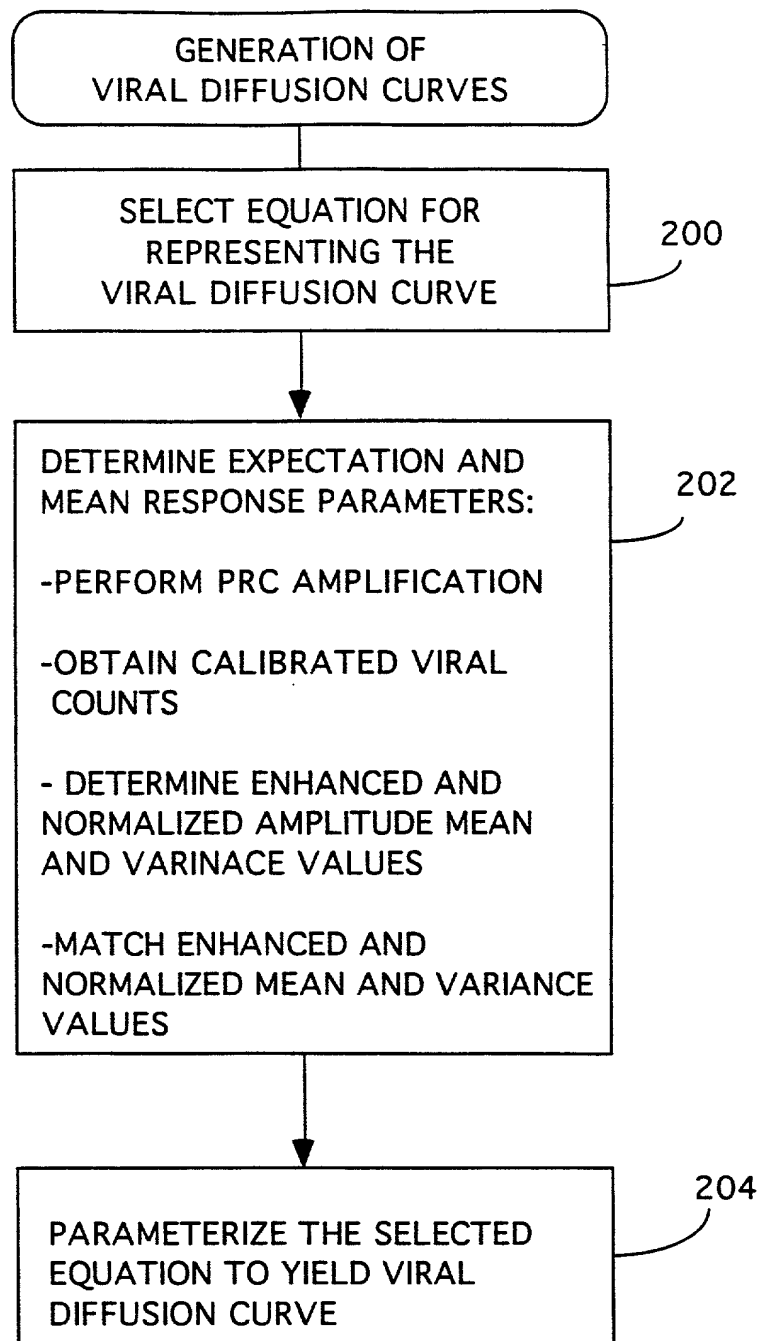 GENERATION OF
VIRAL DIFFUSION CURVES
SELECT EQUATION FOR
REPRESENTING THE
VIRAL DIFFUSION CURVE
200
DETERMINE EXPECTATION AND
MEAN RESPONSE PARAMETERS:
202
-PERFORM PRC AMPLIFICATION
-OBTAIN CALIBRATED VIRAL
COUNTS
- DETERMINE ENHANCED AND
NORMALIZED AMPLITUDE MEAN
AND VARINACE VALUES
-MATCH ENHANCED AND
NORMALIZED MEAN AND VARIANCE
VALUES
204
PARAMETERIZE THE SELECTED
EQUATION TO YIELD VIRAL
DIFFUSION CURVE